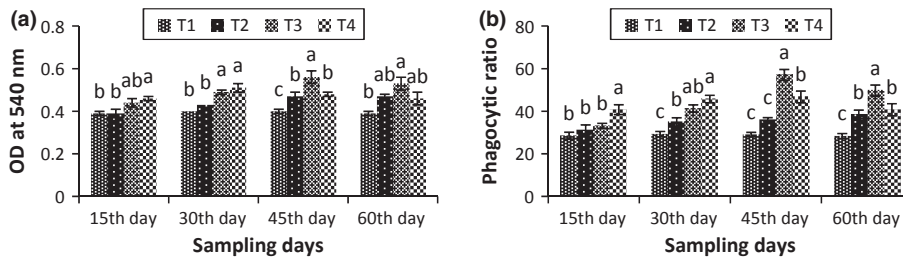 (a)
T1 T2 T3 T4
0.8
0.6
0.4
0.2
0
OD at 540 nm
b b ab a
b b a a
c b a b
b ab a ab
15th day 30th day 45th day 60th day
Sampling days
(b)
T1 T2 T3 T4
80
60
40
20
0
Phagocytic ratio
b b b a
c b ab a
c c a b
c b a b
15th day 30th day 45th day 60th day
Sampling days